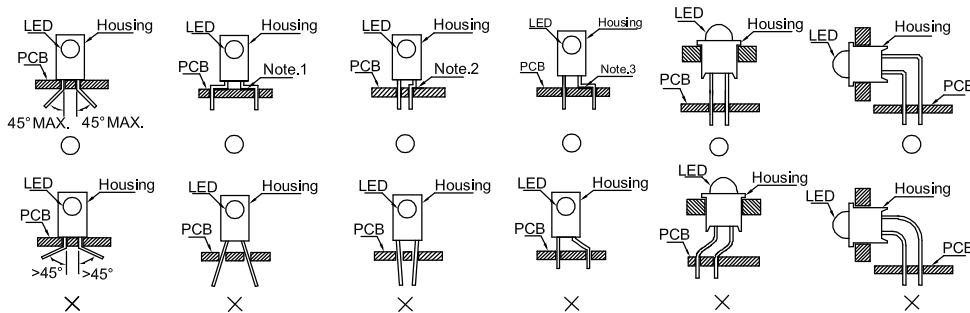 LED
Housing
PCB
45° MAX.
45° MAX.
LED
Housing
PCB
Note.1
LED
Housing
PCB
Note.2
LED
Housing
PCB
Note.3
LED
Housing
PCB
LED
Housing
PCB
LED
Housing
PCB
>45°
>45°
LED
Housing
PCB
LED
Housing
PCB
LED
Housing
PCB
LED
Housing
PCB
LED
Housing
PCB